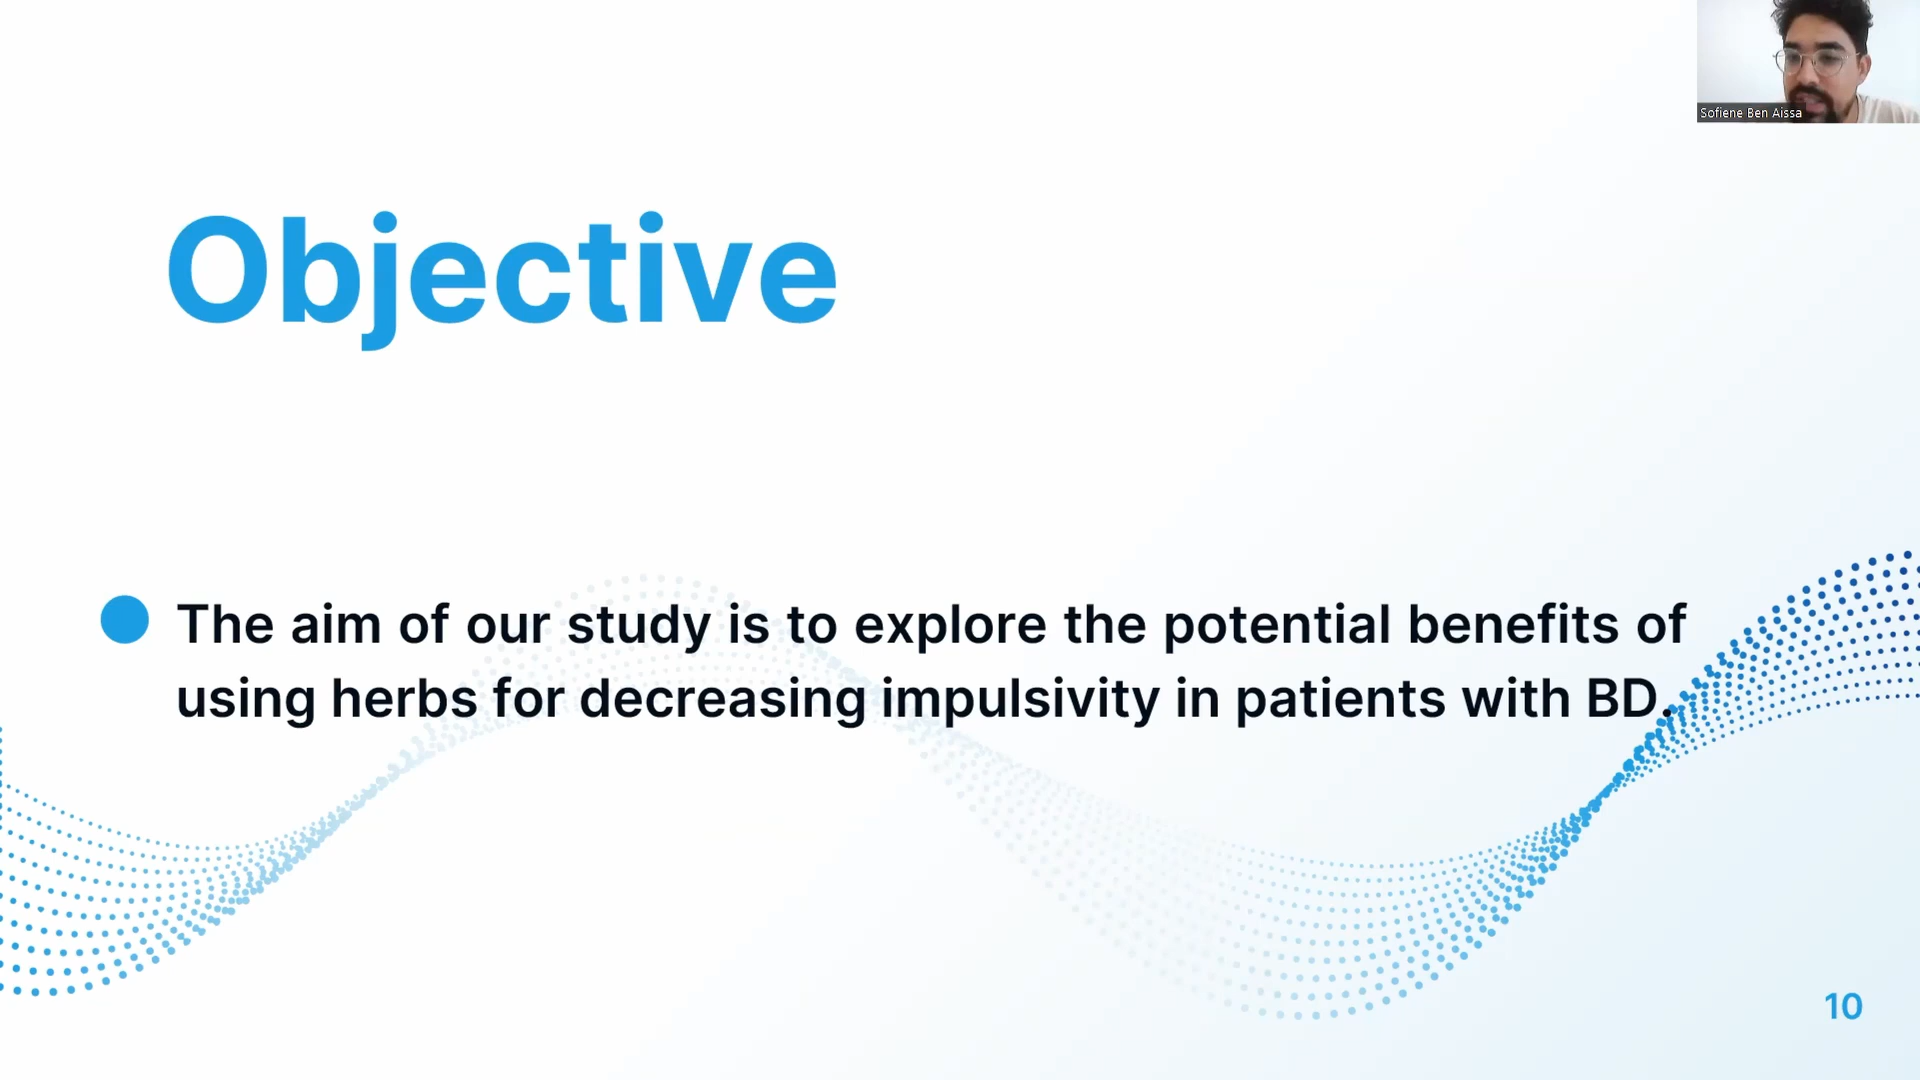 Sofiene Ben Aissa
Objective
The aim of our study is to explore the potential benefits of
using herbs for decreasing impulsivity in patients with BD.
10